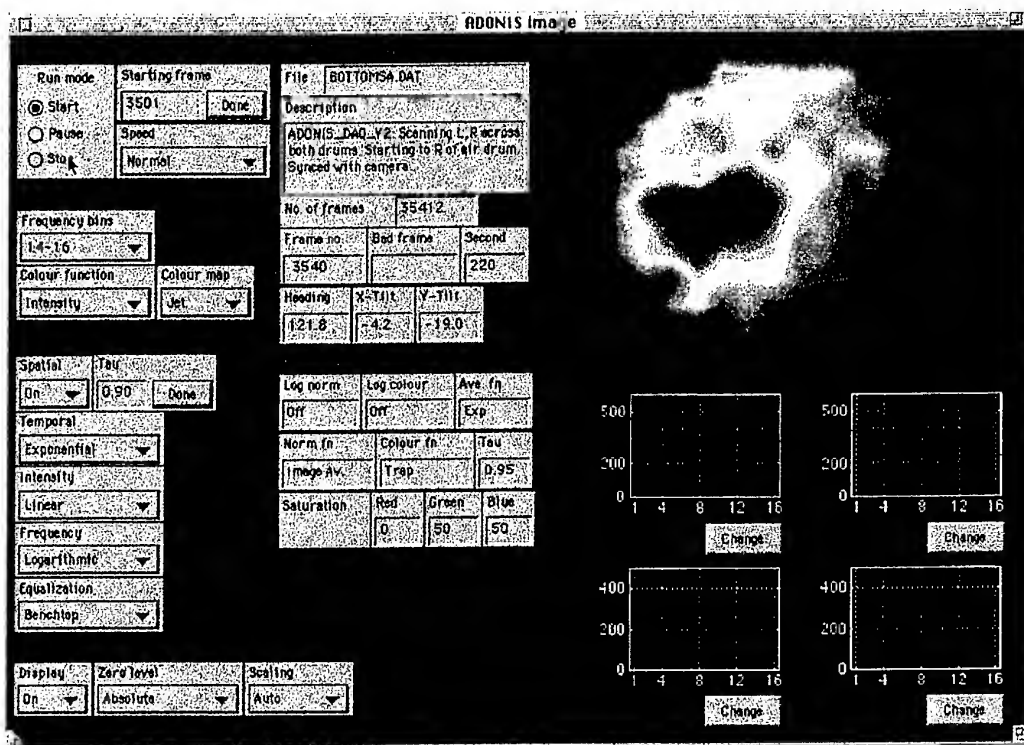 ADONIS Image
Run mode
Start
Pause
Stop
Starting frame
3501 Done
Speed
Normal
Frequency bins
14-16
Colour function
Intensity
Colour map
Jet
Spatial
On
Tau
0.90 Done
Temporal
Exponential
Intensity
Linear
Frequency
Logarithmic
Equalization
Benchtop
Display
On
Zero level
Absolute
Scaling
Auto
File BOTTOMSA.DAT
Description
ADONIS_DAQ_V2: Scanning L,R across
both drums. Starting to R of air drum.
Synced with camera.
No. of frames 35412
Frame no.
3540
Bad frame
Second
220
Heading
121.8
X-Tilt
-4.2
Y-Tilt
-19.0
Log norm
Off
Log colour
Off
Ave. fn
Exp
Norm fn
Image Av.
Colour fn
Trap
Tau
0.95
Saturation
Red
0
Green
50
Blue
50
500
200
0
1 4 8 12 16
Change
500
200
0
1 4 8 12 16
Change
400
200
0
1 4 8 12 16
Change
400
200
0
1 4 8 12 16
Change